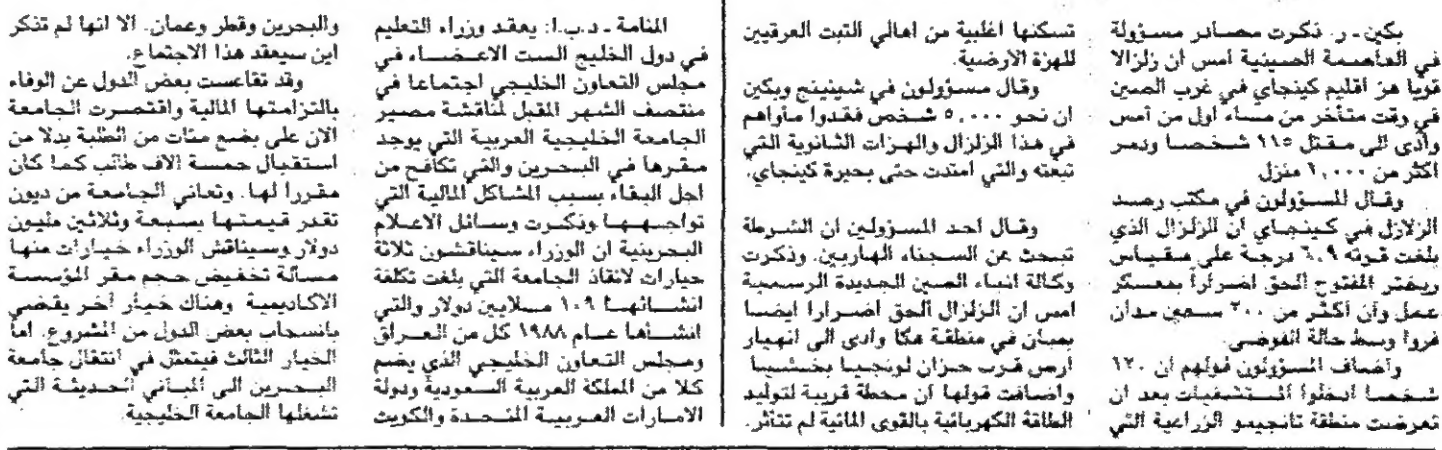 بكين ـ ر. ذكرت مصادر مسؤولة
في العاصمة الصينية امس ان زلزالا
قويا هز اقليم كينجاي في غرب الصين
في وقت متأخر من مساء اول من امس
وأدى الى مقتل ١١٥ شخصا ودمر
اكثر من ١,٠٠٠ منزل
وقال المسؤولون في مكتب رصد
الزلازل في كينجاي ان الزلزال الذي
بلغت قوته ٦.٩ درجة على مقياس
ريختر المفتوح الحق اضراراً بمعسكر
عمل وان اكثر من ٢٠٠ سجين مدان
فروا وسط حالة الفوضى.
وأضاف المسؤولون قولهم ان ١٢٠
شخصا ادخلوا المستشفيات بعد ان
تعرضت منطقة تانجيمو الزراعية التي
تسكنها اغلبية من اهالي التبت العرقيين
للهزة الارضية.
وقال مسؤولون في شينينج وبكين
ان نحو ٥,٠٠٠ شخص فقدوا مأواهم
في هذا الزلزال والهزات الثانوية التي
تبعته والتي امتدت حتى بحيرة كينجاي.
وقال احد المسؤولين ان الشرطة
تبحث عن السجناء الهاربين. وذكرت
وكالة انباء الصين الجديدة الرسمية
امس ان الزلزال الحق اضرارا ايضا
بمبان في منطقة هكا وادى الى انهيار
ارض قرب خزان لونجيا بخشيا
واضافت قولها ان محطة قريبة لتوليد
الطاقة الكهربائية بالقوى المائية لم تتأثر.
المنامة ـ د.ب.ا: يعقد وزراء التعليم
في دول الخليج الست الاعضاء في
مجلس التعاون الخليجي اجتماعا في
منتصف الشهر المقبل لمناقشة مصير
الجامعة الخليجية العربية التي يوجد
مقرها في البحرين والتي تكافح من
اجل البقاء بسبب المشاكل المالية التي
تواجهها وذكرت وسائل الاعلام
البحرينية ان الوزراء سيناقشون ثلاثة
خيارات لانقاذ الجامعة التي بلغت تكلفة
انشائها ١٠٩ ملايين دولار والتي
انشأها عام ١٩٨٨ كل من العراق
ومجلس التعاون الخليجي الذي يضم
كلا من المملكة العربية السعودية ودولة
الامارات العربية المتحدة والكويت
والبحرين وقطر وعمان. الا انها لم تذكر
اين سيعقد هذا الاجتماع.
وقد تقاعست بعض الدول عن الوفاء
بالتزامتها المالية واقتصرت الجامعة
الان على بضع مئات من الطلبة بدلا من
استقبال خمسة الاف طالب كما كان
مقررا لها. وتعاني الجامعة من ديون
تقدر قيمتها بسبعة وثلاثين مليون
دولار وسيناقش الوزراء خيارات منها
مسألة تخفيض حجم مقر المؤسسة
الاكاديمية وهناك خيار آخر يقضي
بانسحاب بعض الدول من المشروع. اما
الخيار الثالث فيتمثل في انتقال جامعة
البحرين الى المباني الحديثة التي
تشغلها الجامعة الخليجية.